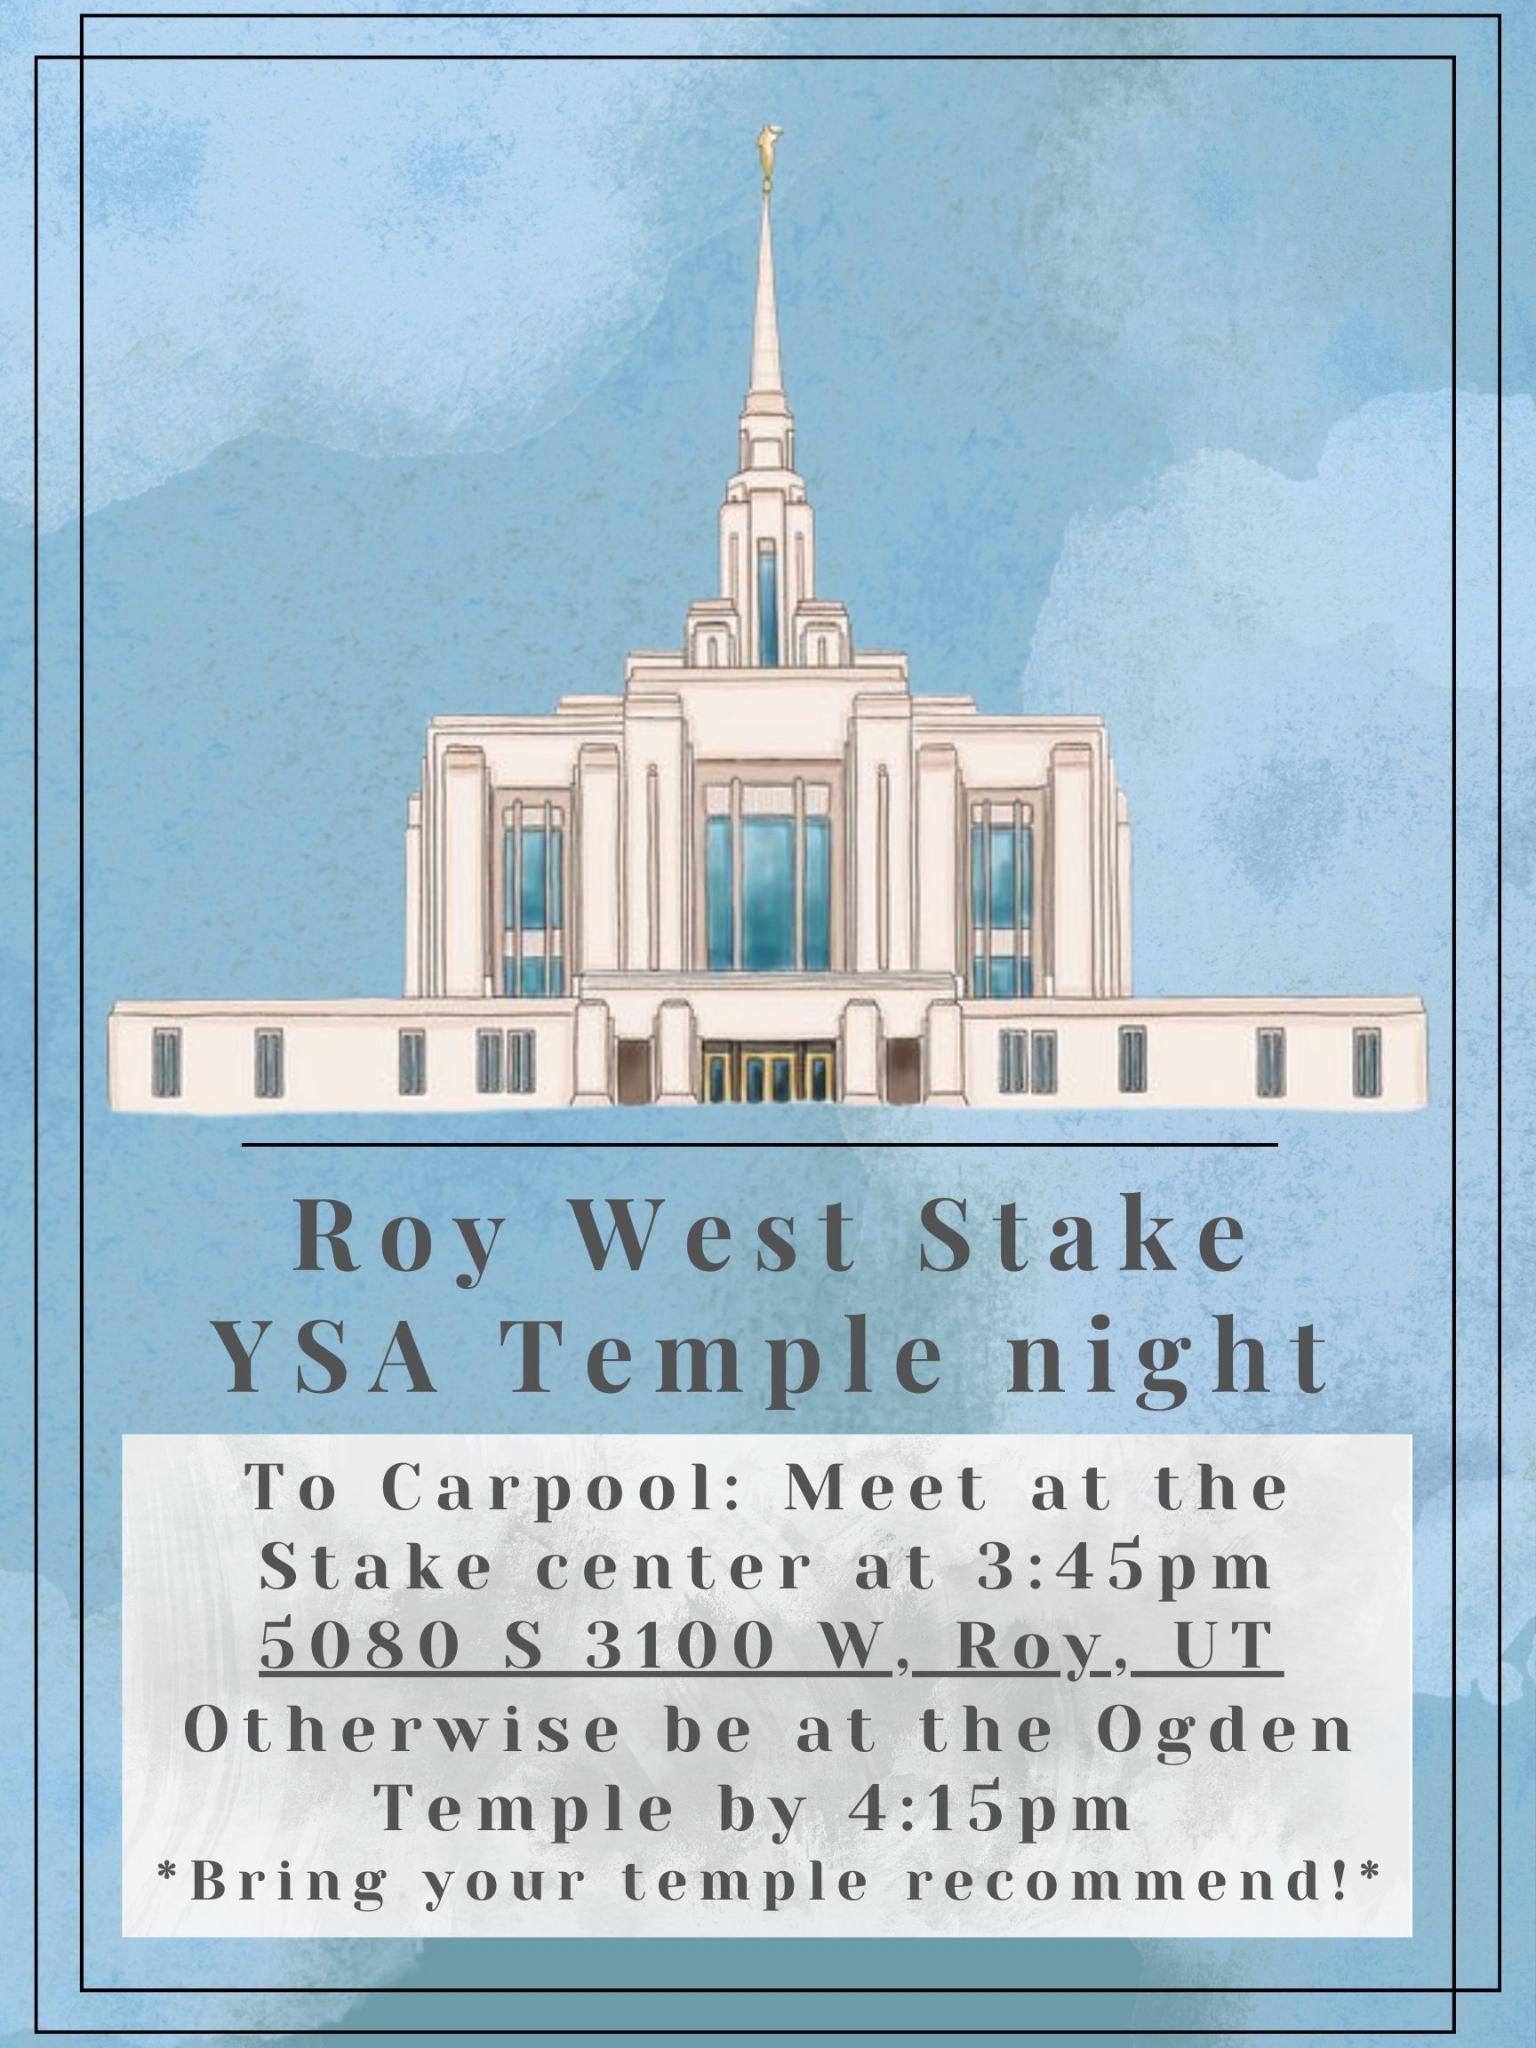 Roy West Stake
YSA Temple night
To Carpool: Meet at the
Stake center at 3:45pm
5080 S 3100 W, Roy, UT
Otherwise be at the Ogden
Temple by 4:15pm
*Bring your temple recommend!*